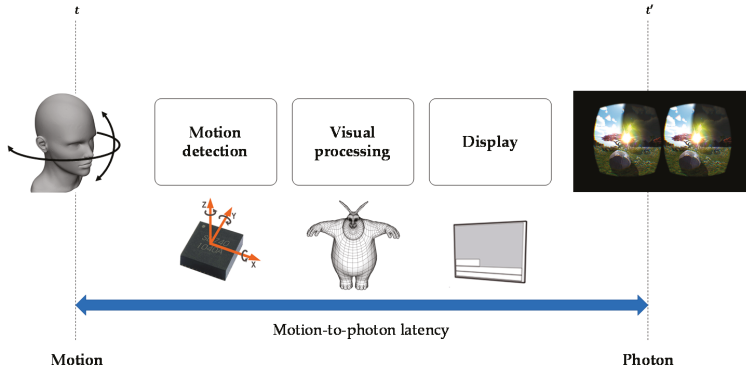 t
t′
Motion
detection
Visual
processing
Display
Z
Y
X
Motion-to-photon latency
Motion
Photon